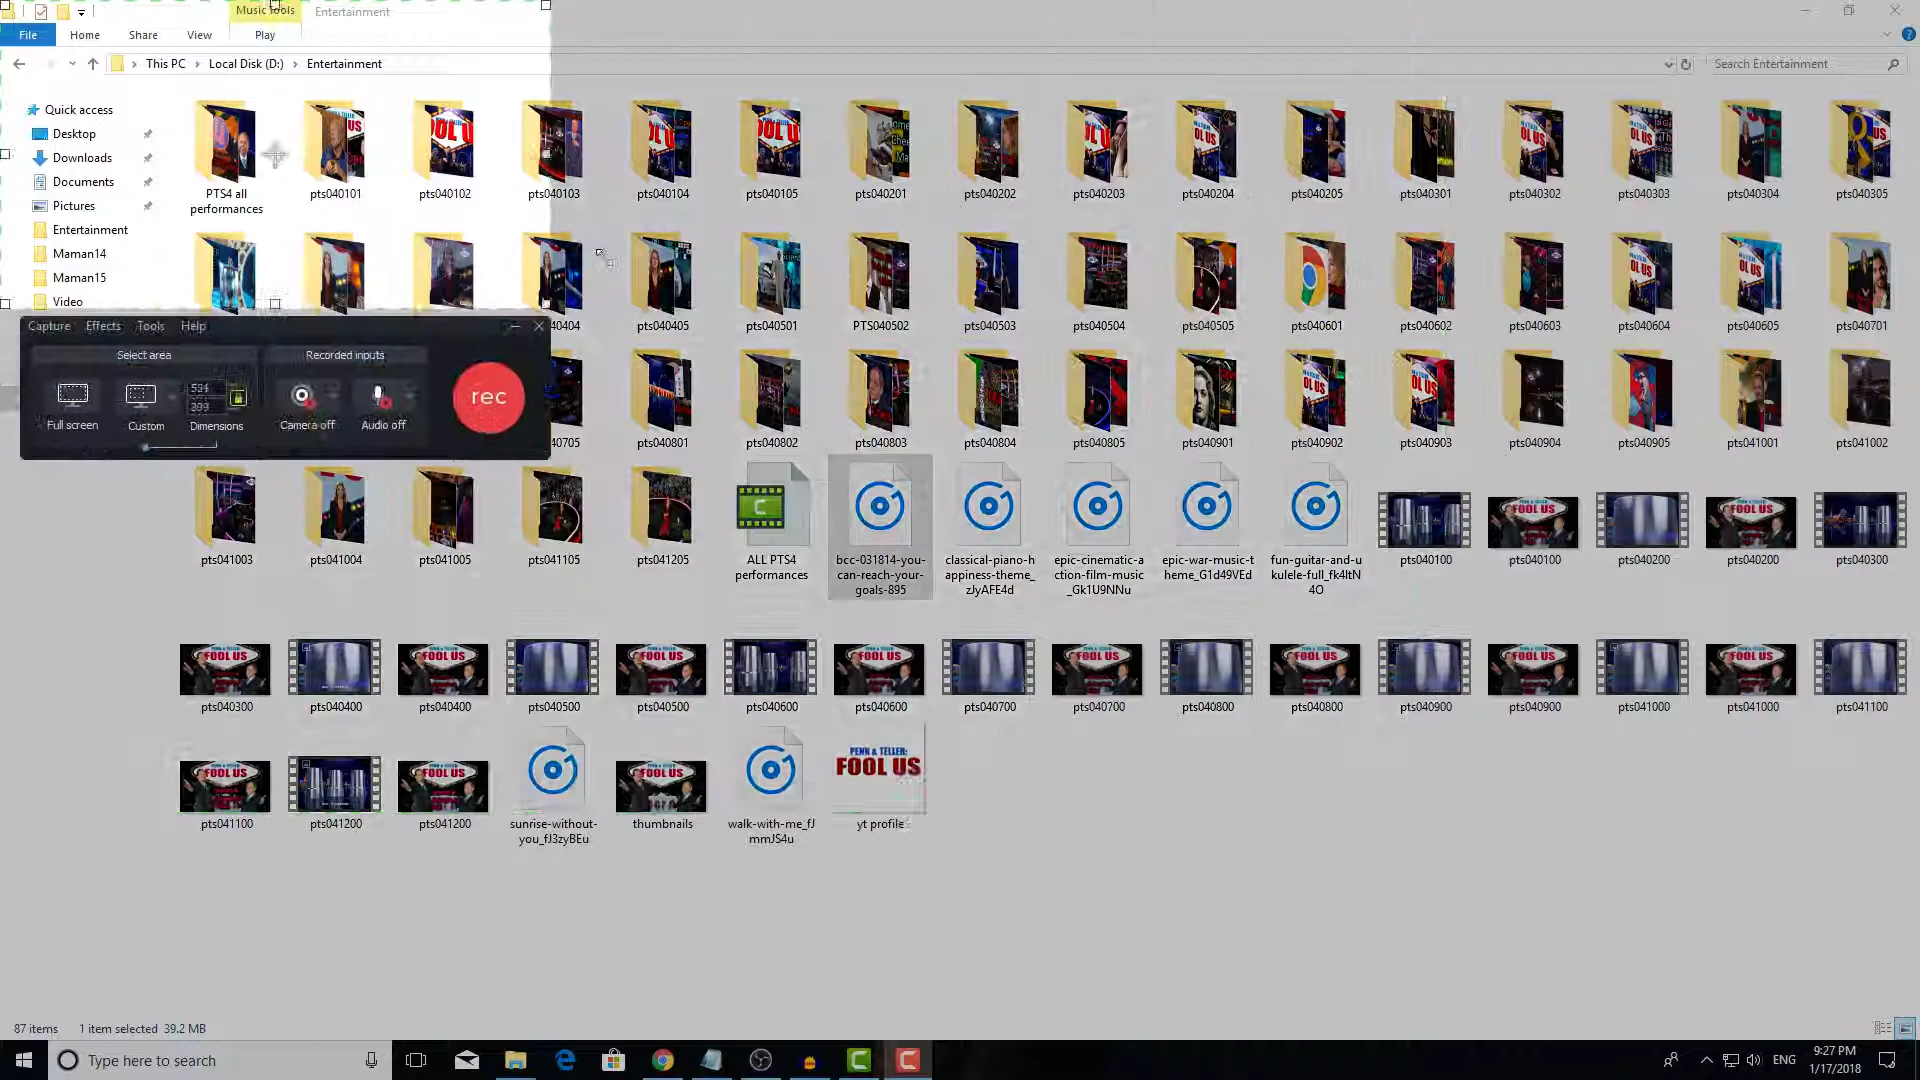 Music Tools
Entertainment
File
Home
Share
View
Play
This PC
Local Disk (D:)
Entertainment
Search Entertainment
Quick access
Desktop
Downloads
Documents
Pictures
Entertainment
Maman14
Maman15
Video
PTS4 all
performances
pts040101
pts040102
pts040103
pts040104
pts040105
pts040201
pts040202
pts040203
pts040204
pts040205
pts040301
pts040302
pts040303
pts040304
pts040305
pts040405
pts040501
PTS040502
pts040503
pts040504
pts040505
pts040601
pts040602
pts040603
pts040604
pts040605
pts040701
Capture
Effects
Tools
Help
Select area
Recorded inputs
Full screen
Custom
Dimensions
Camera off
Audio off
rec
pts040801
pts040802
pts040803
pts040804
pts040805
pts040901
pts040902
pts040903
pts040904
pts040905
pts041001
pts041002
pts041003
pts041004
pts041005
pts041105
pts041205
ALL PTS4
performances
bcc-031814-you-
can-reach-your-
goals-895
classical-piano-h
appiness-theme_
zJyAFE4d
epic-cinematic-a
ction-film-music
_Gk1U9NNu
epic-war-music-t
heme_G1d49VEd
fun-guitar-and-u
kulele-full_fk4ltN
4O
pts040100
pts040100
pts040200
pts040200
pts040300
pts040300
pts040400
pts040400
pts040500
pts040500
pts040600
pts040600
pts040700
pts040700
pts040800
pts040800
pts040900
pts040900
pts041000
pts041000
pts041100
pts041100
pts041200
pts041200
sunrise-without-
you_fJ3zyBEu
thumbnails
walk-with-me_fJ
mmJS4u
PENN & TELLER:
FOOL US
yt profile
87 items
1 item selected 39.2 MB
Type here to search
ENG
9:27 PM
1/17/2018